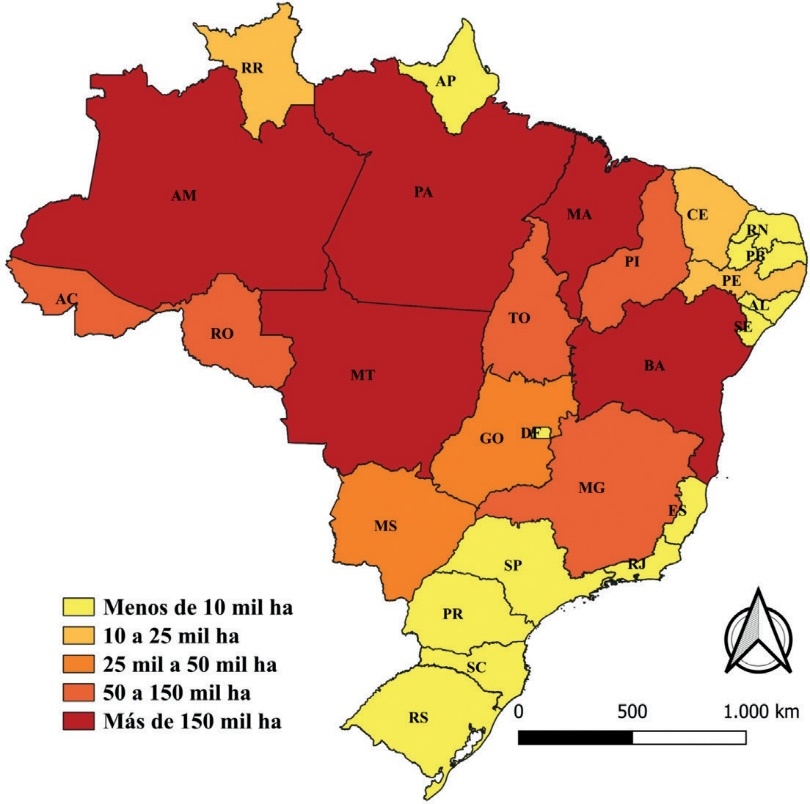 RR
AP
AM
PA
MA
CE
RN
PB
PE
AL
SE
PI
AC
RO
TO
MT
BA
GO
DF
MG
MS
ES
SP
RJ
PR
SC
RS
Menos de 10 mil ha
10 a 25 mil ha
25 mil a 50 mil ha
50 a 150 mil ha
Más de 150 mil ha
0 500 1.000 km